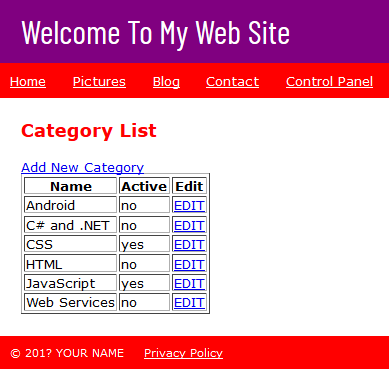 Welcome To My Web Site
Home Pictures Blog Contact Control Panel
Category List
Add New Category
Name Active Edit
Android no EDIT
C# and .NET no EDIT
CSS yes EDIT
HTML no EDIT
JavaScript yes EDIT
Web Services no EDIT
© 201? YOUR NAME Privacy Policy